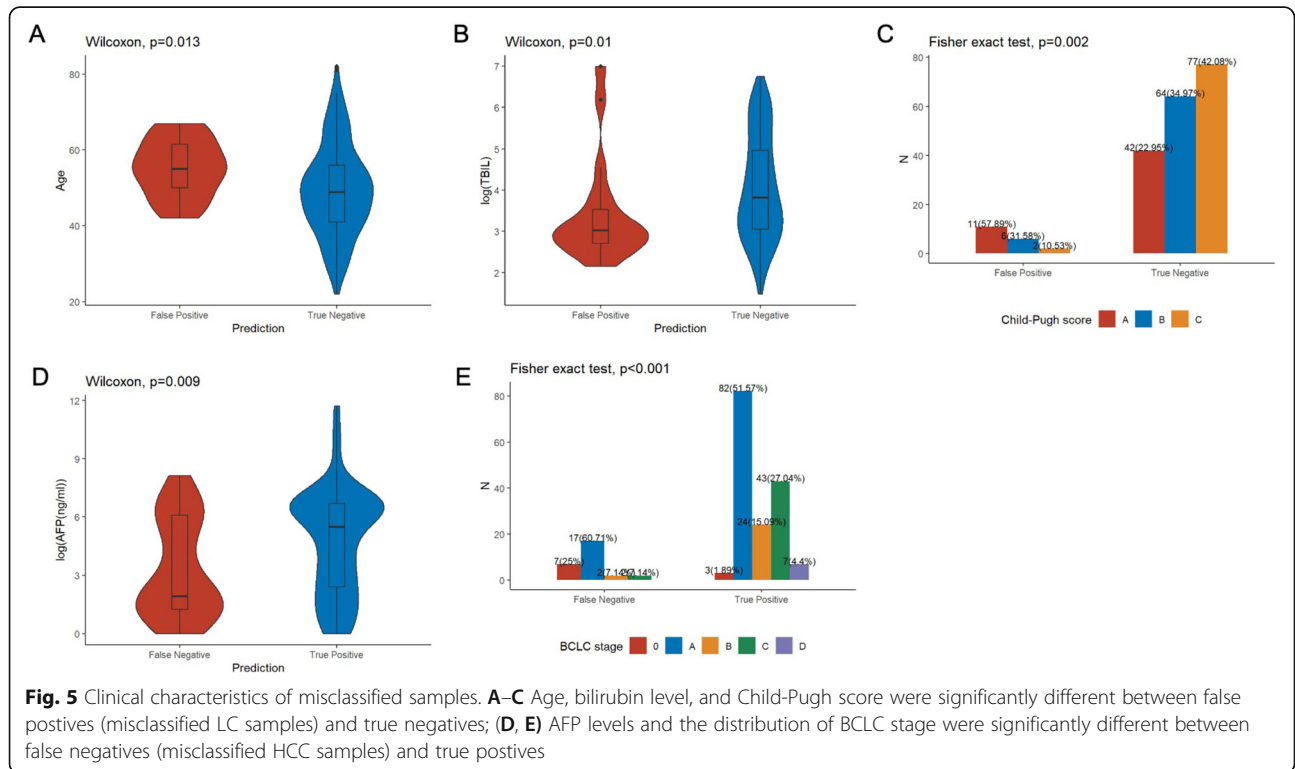 A
Wilcoxon, p=0.013
80
60
40
20
Age
False Positive
True Negative
Prediction
B
Wilcoxon, p=0.01
7
6
5
4
3
2
log(TBIL)
False Positive
True Negative
Prediction
C
Fisher exact test, p=0.002
80
60
40
20
0
N
11(57.89%)
6(31.58%)
2(10.53%)
42(22.95%)
64(34.97%)
77(42.08%)
False Positive
True Negative
Child-Pugh score A B C
D
Wilcoxon, p=0.009
12
9
6
3
0
log(AFP(ng/ml))
False Negative
True Positive
Prediction
E
Fisher exact test, p<0.001
80
60
40
20
0
N
7(25%)
17(60.71%)
2(7.14%)
2(7.14%)
3(1.89%)
82(51.57%)
24(15.09%)
43(27.04%)
7(4.4%)
False Negative
True Positive
BCLC stage 0 A B C D
Fig. 5 Clinical characteristics of misclassified samples. A–C Age, bilirubin level, and Child-Pugh score were significantly different between false
postives (misclassified LC samples) and true negatives; (D, E) AFP levels and the distribution of BCLC stage were significantly different between
false negatives (misclassified HCC samples) and true postives